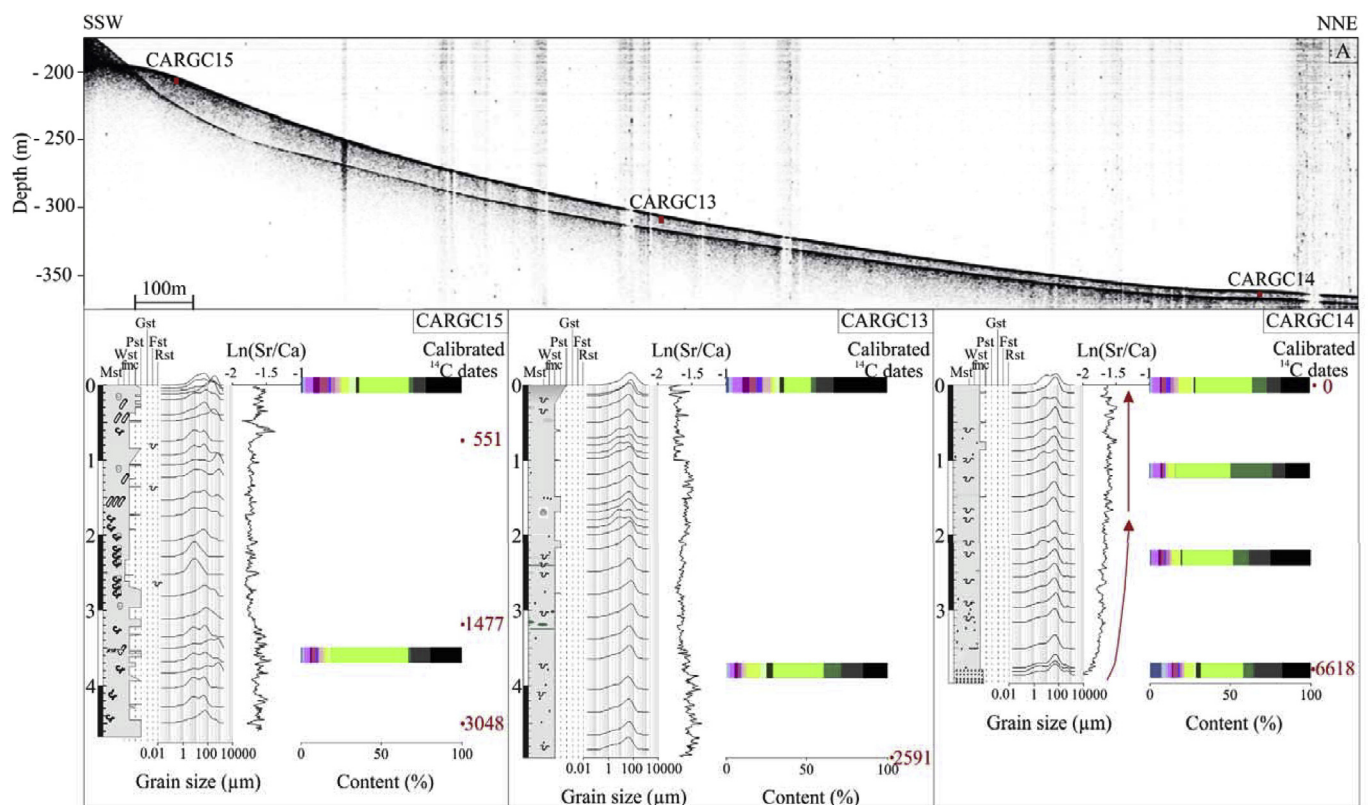 SSW
NNE
A
CARGC15
CARGC13
CARGC14
Depth (m)
- 200
- 250
- 300
-350
100m
CARGC15
Gst
Pst
Fst
Wst
Rst
fmc
Mst
Ln(Sr/Ca)
-2
-1.5
-1
Calibrated
14C dates
0
1
2
3
4
551
1477
3048
0.01
1
100
10000
Grain size (µm)
0
50
100
Content (%)
CARGC13
Gst
Pst
Fst
Wst
Rst
fmc
Mst
Ln(Sr/Ca)
-2
-1.5
-1
Calibrated
14C dates
0
1
2
3
4
2591
0.01
1
100
10000
Grain size (µm)
0
50
100
Content (%)
CARGC14
Gst
Pst
Fst
Wst
Rst
fmc
Mst
Ln(Sr/Ca)
-2
-1.5
-1
Calibrated
14C dates
0
1
2
3
0
6618
0.01
1
100
10000
Grain size (µm)
0
50
100
Content (%)